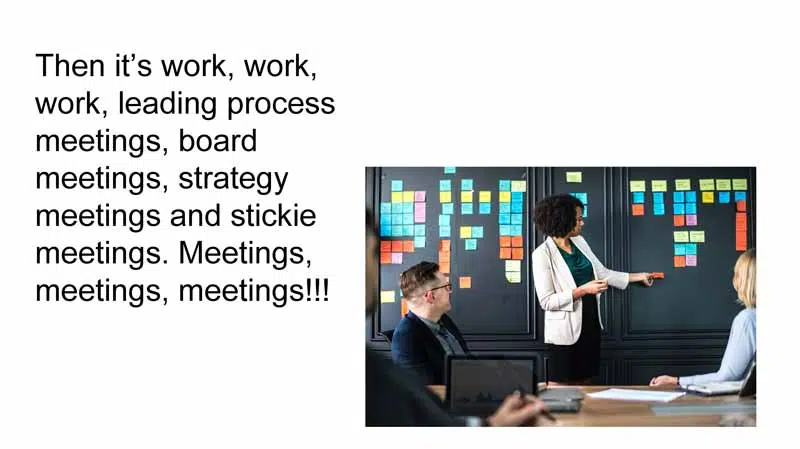 Then it’s work, work,
work, leading process
meetings, board
meetings, strategy
meetings and stickie
meetings. Meetings,
meetings, meetings!!!